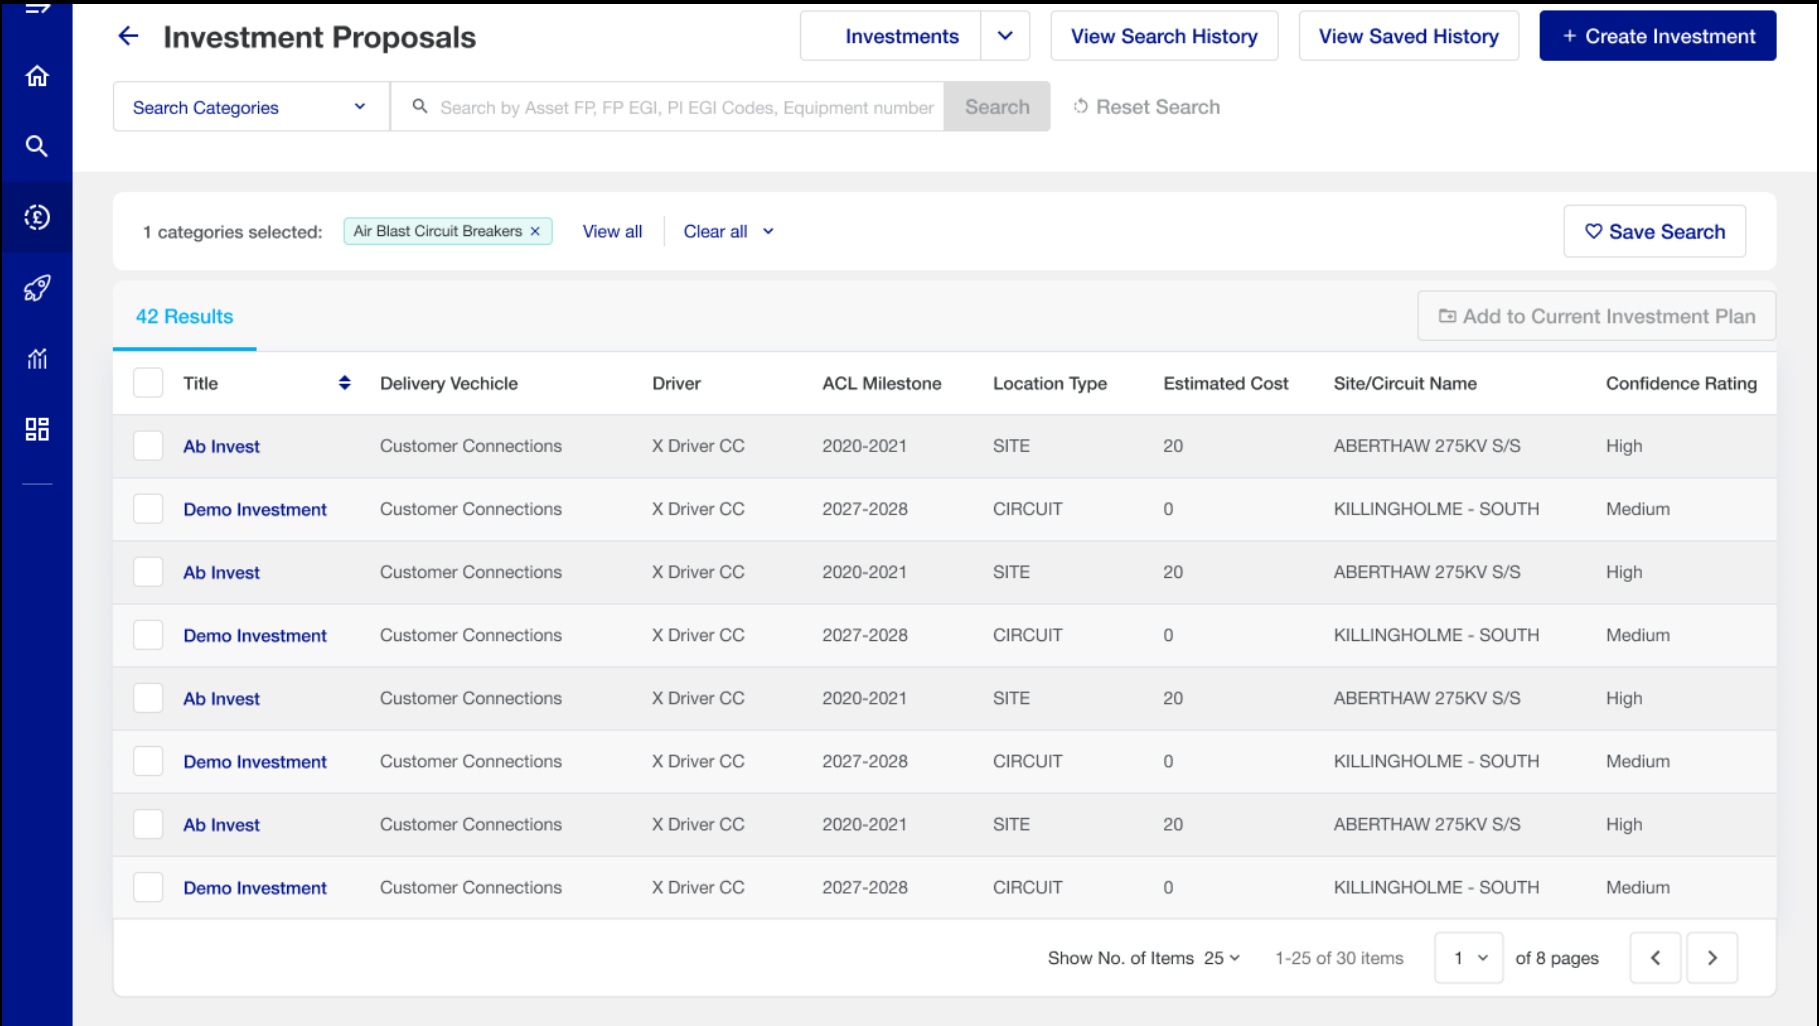 Investment Proposals
Investments
View Search History
View Saved History
+ Create Investment
Search Categories
Search by Asset FP, FP EGI, PI EGI Codes, Equipment number
Search
Reset Search
1 categories selected:
Air Blast Circuit Breakers ×
View all
Clear all
Save Search
42 Results
Add to Current Investment Plan
Title Delivery Vechicle Driver ACL Milestone Location Type Estimated Cost Site/Circuit Name Confidence Rating
Ab Invest Customer Connections X Driver CC 2020-2021 SITE 20 ABERTHAW 275KV S/S High
Demo Investment Customer Connections X Driver CC 2027-2028 CIRCUIT 0 KILLINGHOLME - SOUTH Medium
Ab Invest Customer Connections X Driver CC 2020-2021 SITE 20 ABERTHAW 275KV S/S High
Demo Investment Customer Connections X Driver CC 2027-2028 CIRCUIT 0 KILLINGHOLME - SOUTH Medium
Ab Invest Customer Connections X Driver CC 2020-2021 SITE 20 ABERTHAW 275KV S/S High
Demo Investment Customer Connections X Driver CC 2027-2028 CIRCUIT 0 KILLINGHOLME - SOUTH Medium
Ab Invest Customer Connections X Driver CC 2020-2021 SITE 20 ABERTHAW 275KV S/S High
Demo Investment Customer Connections X Driver CC 2027-2028 CIRCUIT 0 KILLINGHOLME - SOUTH Medium
Show No. of Items 25 1-25 of 30 items 1 of 8 pages